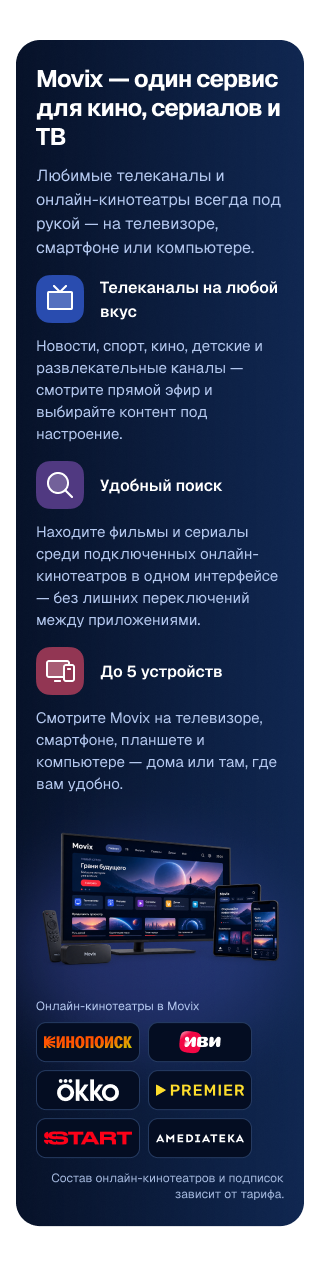 Movix — один сервис
для кино, сериалов и
ТВ
Любимые телеканалы и
онлайн-кинотеатры всегда под
рукой — на телевизоре,
смартфоне или компьютере.
Телеканалы на любой
вкус
Новости, спорт, кино, детские и
развлекательные каналы —
смотрите прямой эфир и
выбирайте контент под
настроение.
Удобный поиск
Находите фильмы и сериалы
среди подключенных онлайн-
кинотеатров в одном интерфейсе
— без лишних переключений
между приложениями.
До 5 устройств
Смотрите Movix на телевизоре,
смартфоне, планшете и
компьютере — дома или там, где
вам удобно.
Movix
Грани будущего
Movix
Онлайн-кинотеатры в Movix
КИНОПОИСК
иви
ökko
PREMIER
START
AMEDIATEKA
Состав онлайн-кинотеатров и подписок
зависит от тарифа.